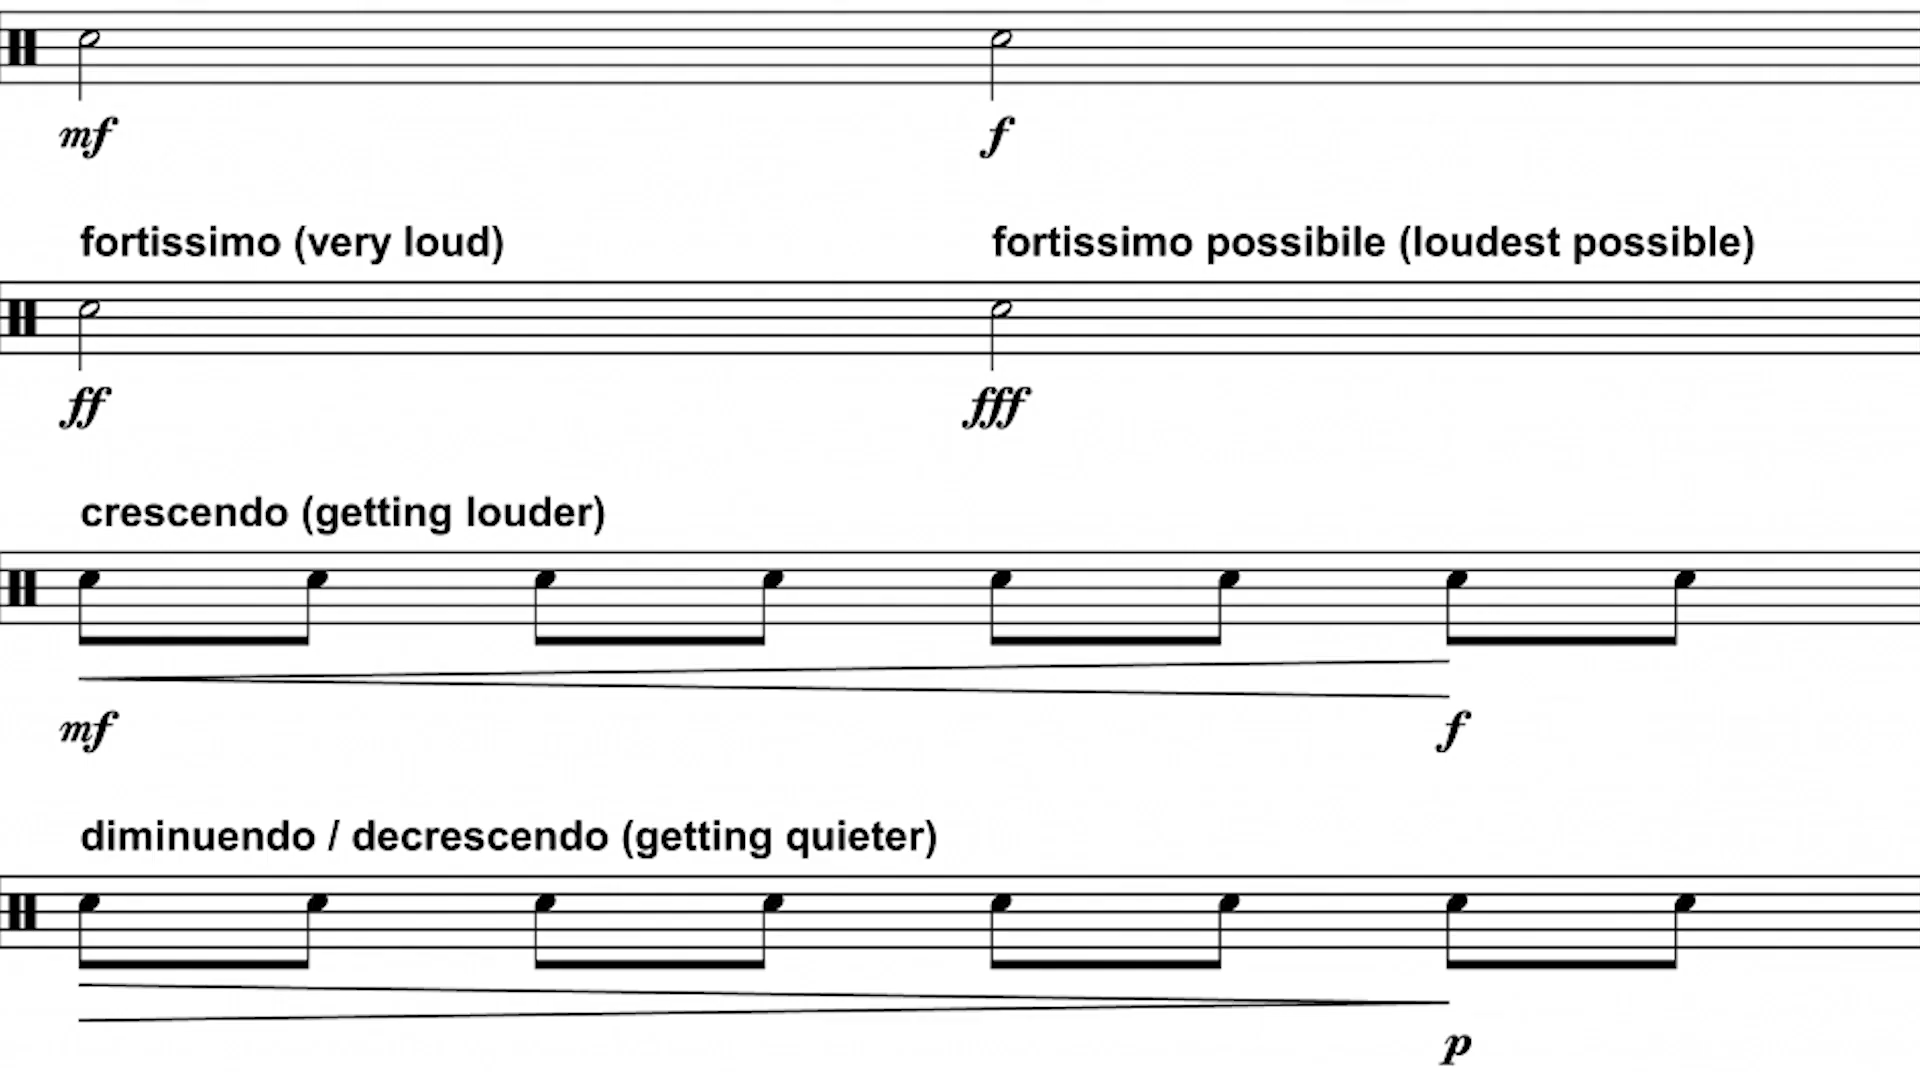 mf f
fortissimo (very loud) fortissimo possibile (loudest possible)
ff fff
crescendo (getting louder)
mf f
diminuendo / decrescendo (getting quieter)
p